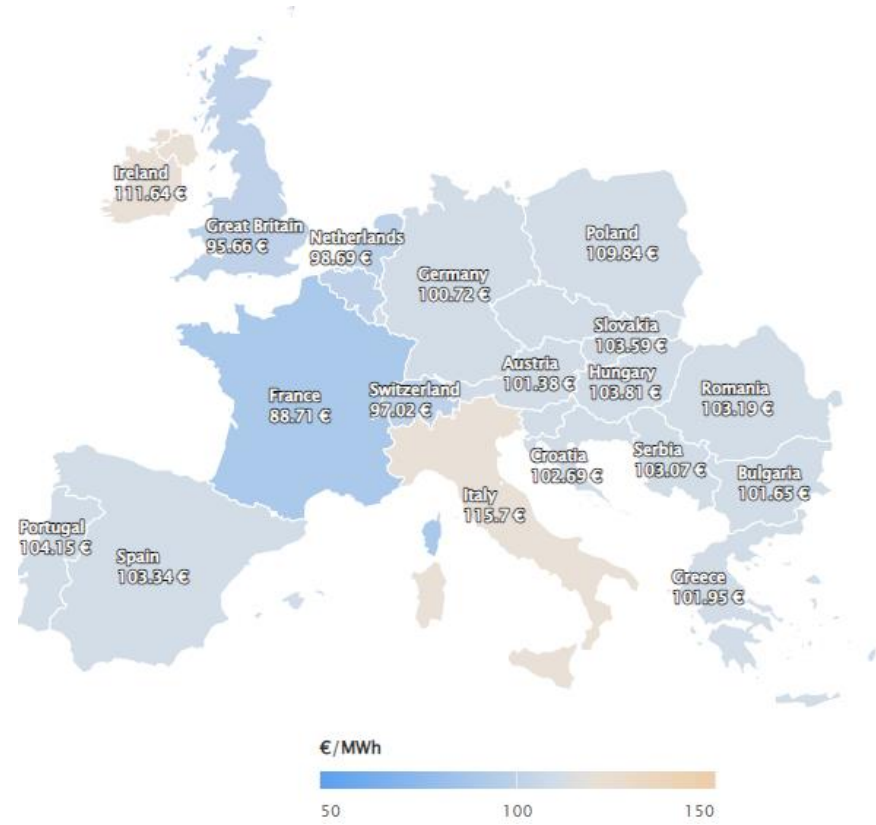 Ireland
111.64 €
Great Britain
95.66 €
Netherlands
98.69 €
Poland
109.84 €
Germany
100.72 €
Slovakia
103.59 €
Austria
101.38 €
Hungary
103.81 €
France
88.71 €
Switzerland
97.02 €
Romania
103.19 €
Croatia
102.69 €
Serbia
103.07 €
Bulgaria
101.65 €
Italy
115.7 €
Portugal
104.15 €
Spain
103.34 €
Greece
101.95 €
€/MWh
50
100
150